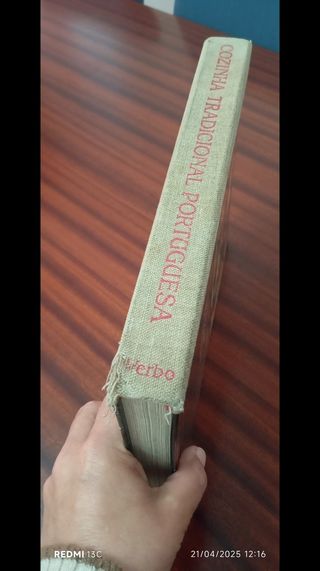 COZINHA TRADICIONAL PORTUGUESA
Verbo
REDMI 13C
21/04/2025 12:16